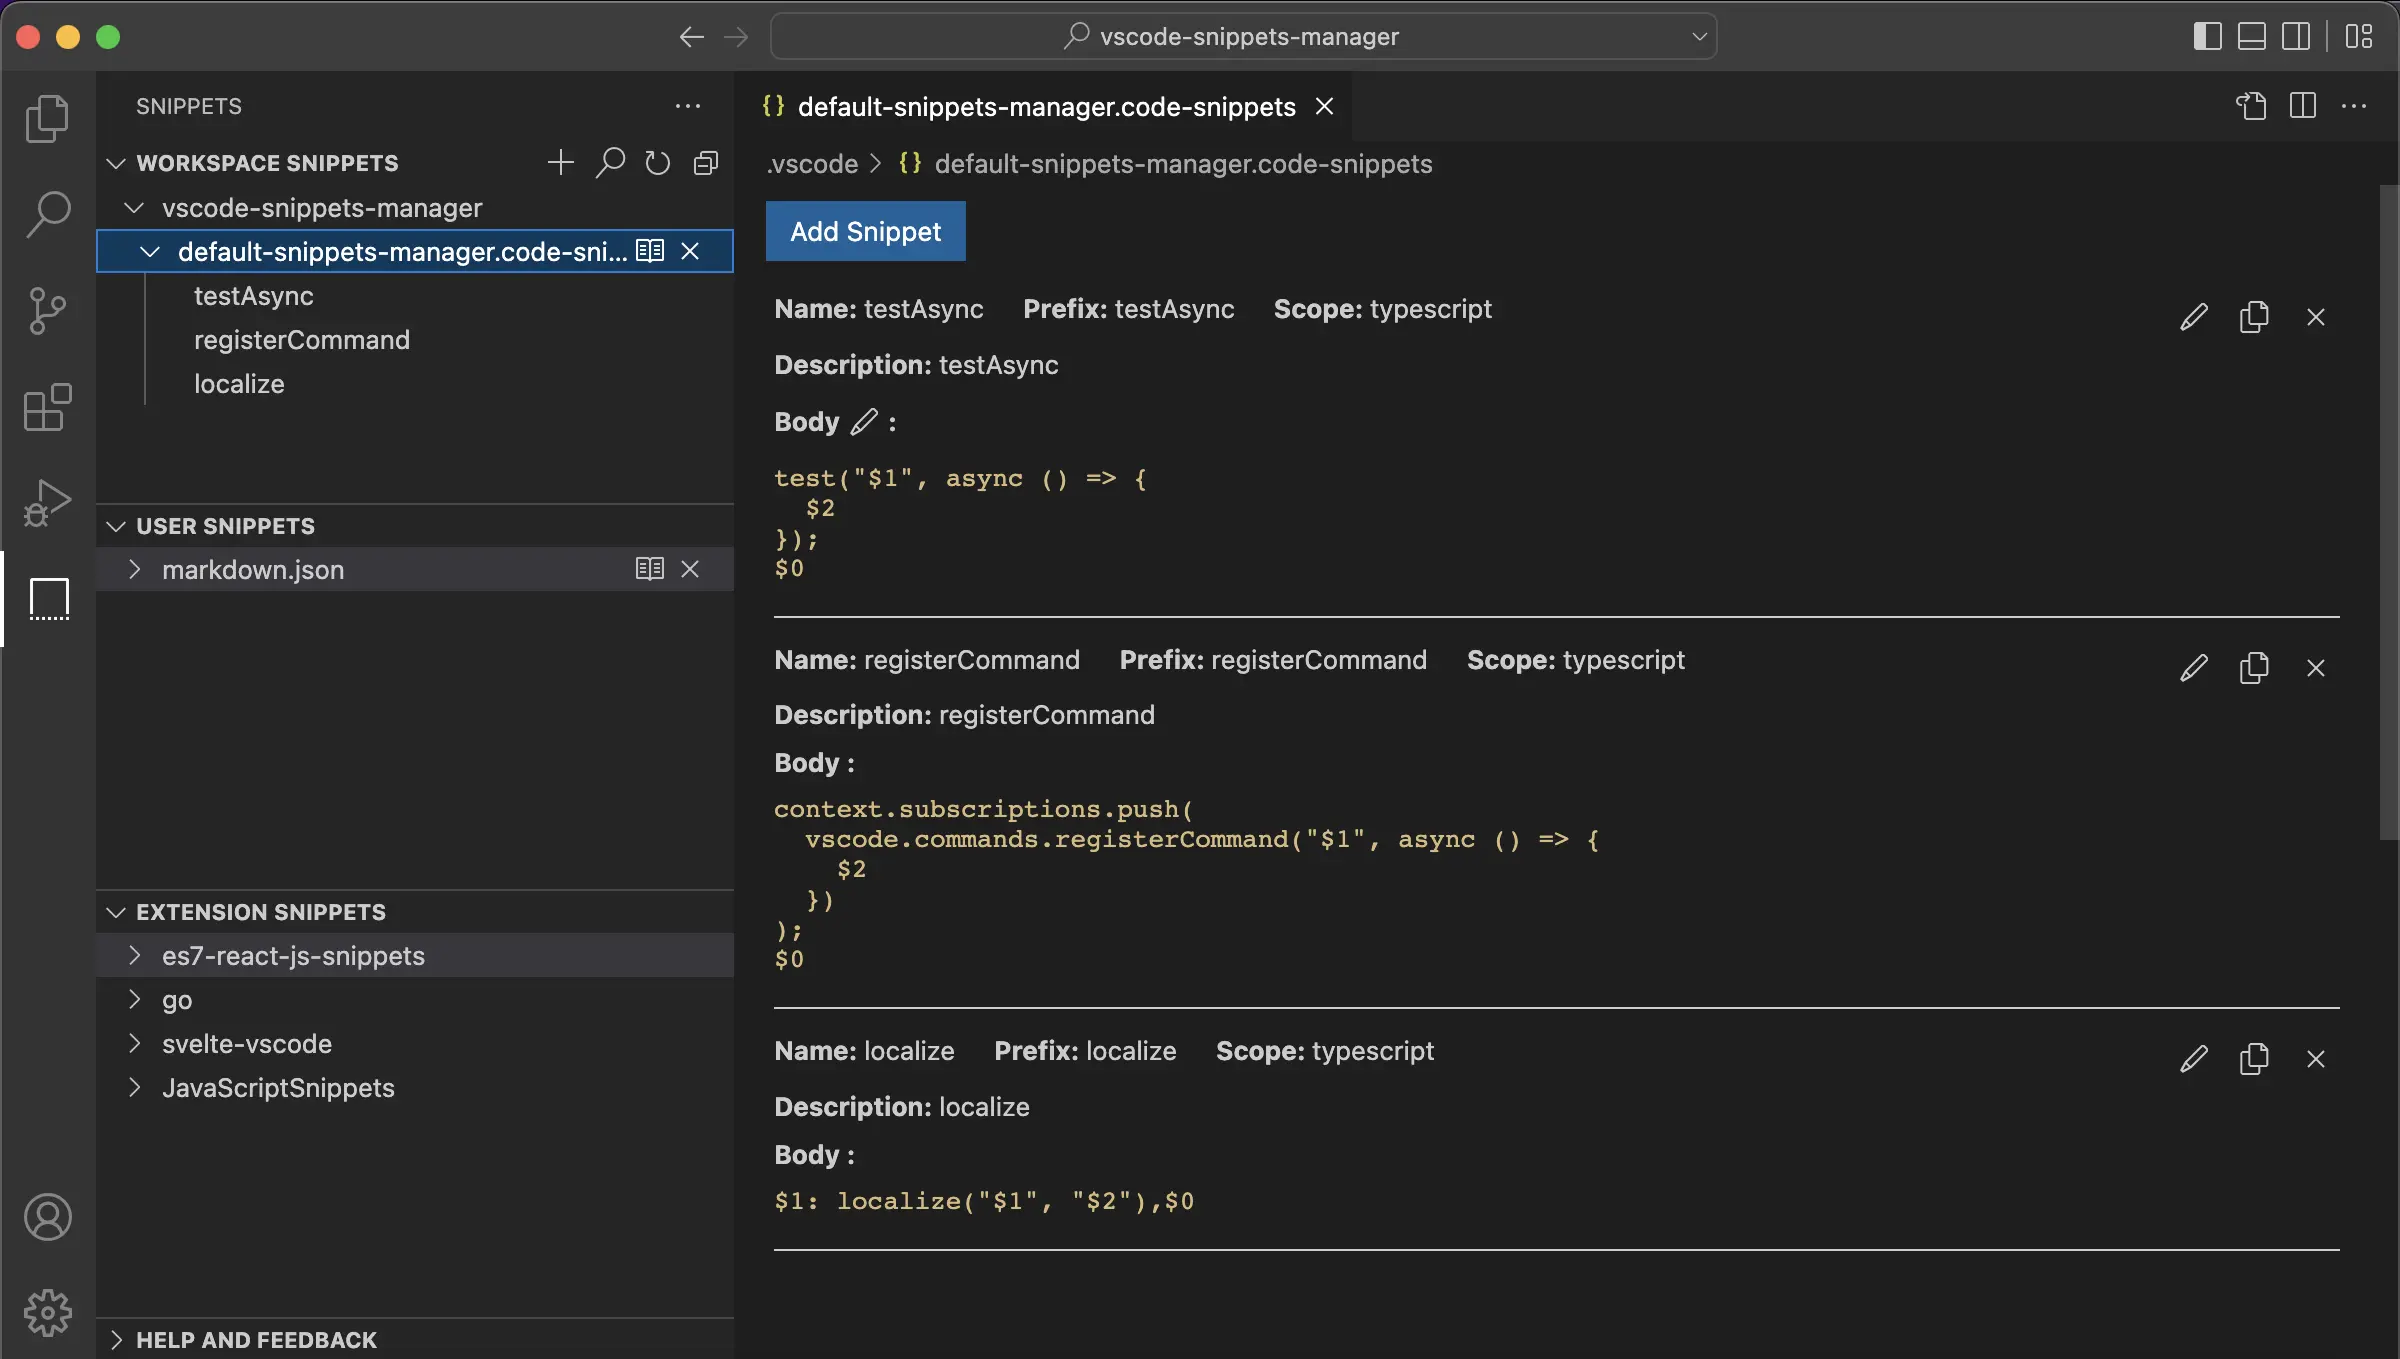 vscode-snippets-manager
SNIPPETS
WORKSPACE SNIPPETS
vscode-snippets-manager
default-snippets-manager.code-sni...
testAsync
registerCommand
localize
USER SNIPPETS
markdown.json
EXTENSION SNIPPETS
es7-react-js-snippets
go
svelte-vscode
JavaScriptSnippets
HELP AND FEEDBACK
{} default-snippets-manager.code-snippets
.vscode > {} default-snippets-manager.code-snippets
Add Snippet
Name: testAsync Prefix: testAsync Scope: typescript
Description: testAsync
Body :
test("$1", async () => {
  $2
});
$0
Name: registerCommand Prefix: registerCommand Scope: typescript
Description: registerCommand
Body :
context.subscriptions.push(
  vscode.commands.registerCommand("$1", async () => {
    $2
  })
);
$0
Name: localize Prefix: localize Scope: typescript
Description: localize
Body :
$1: localize("$1", "$2"),$0